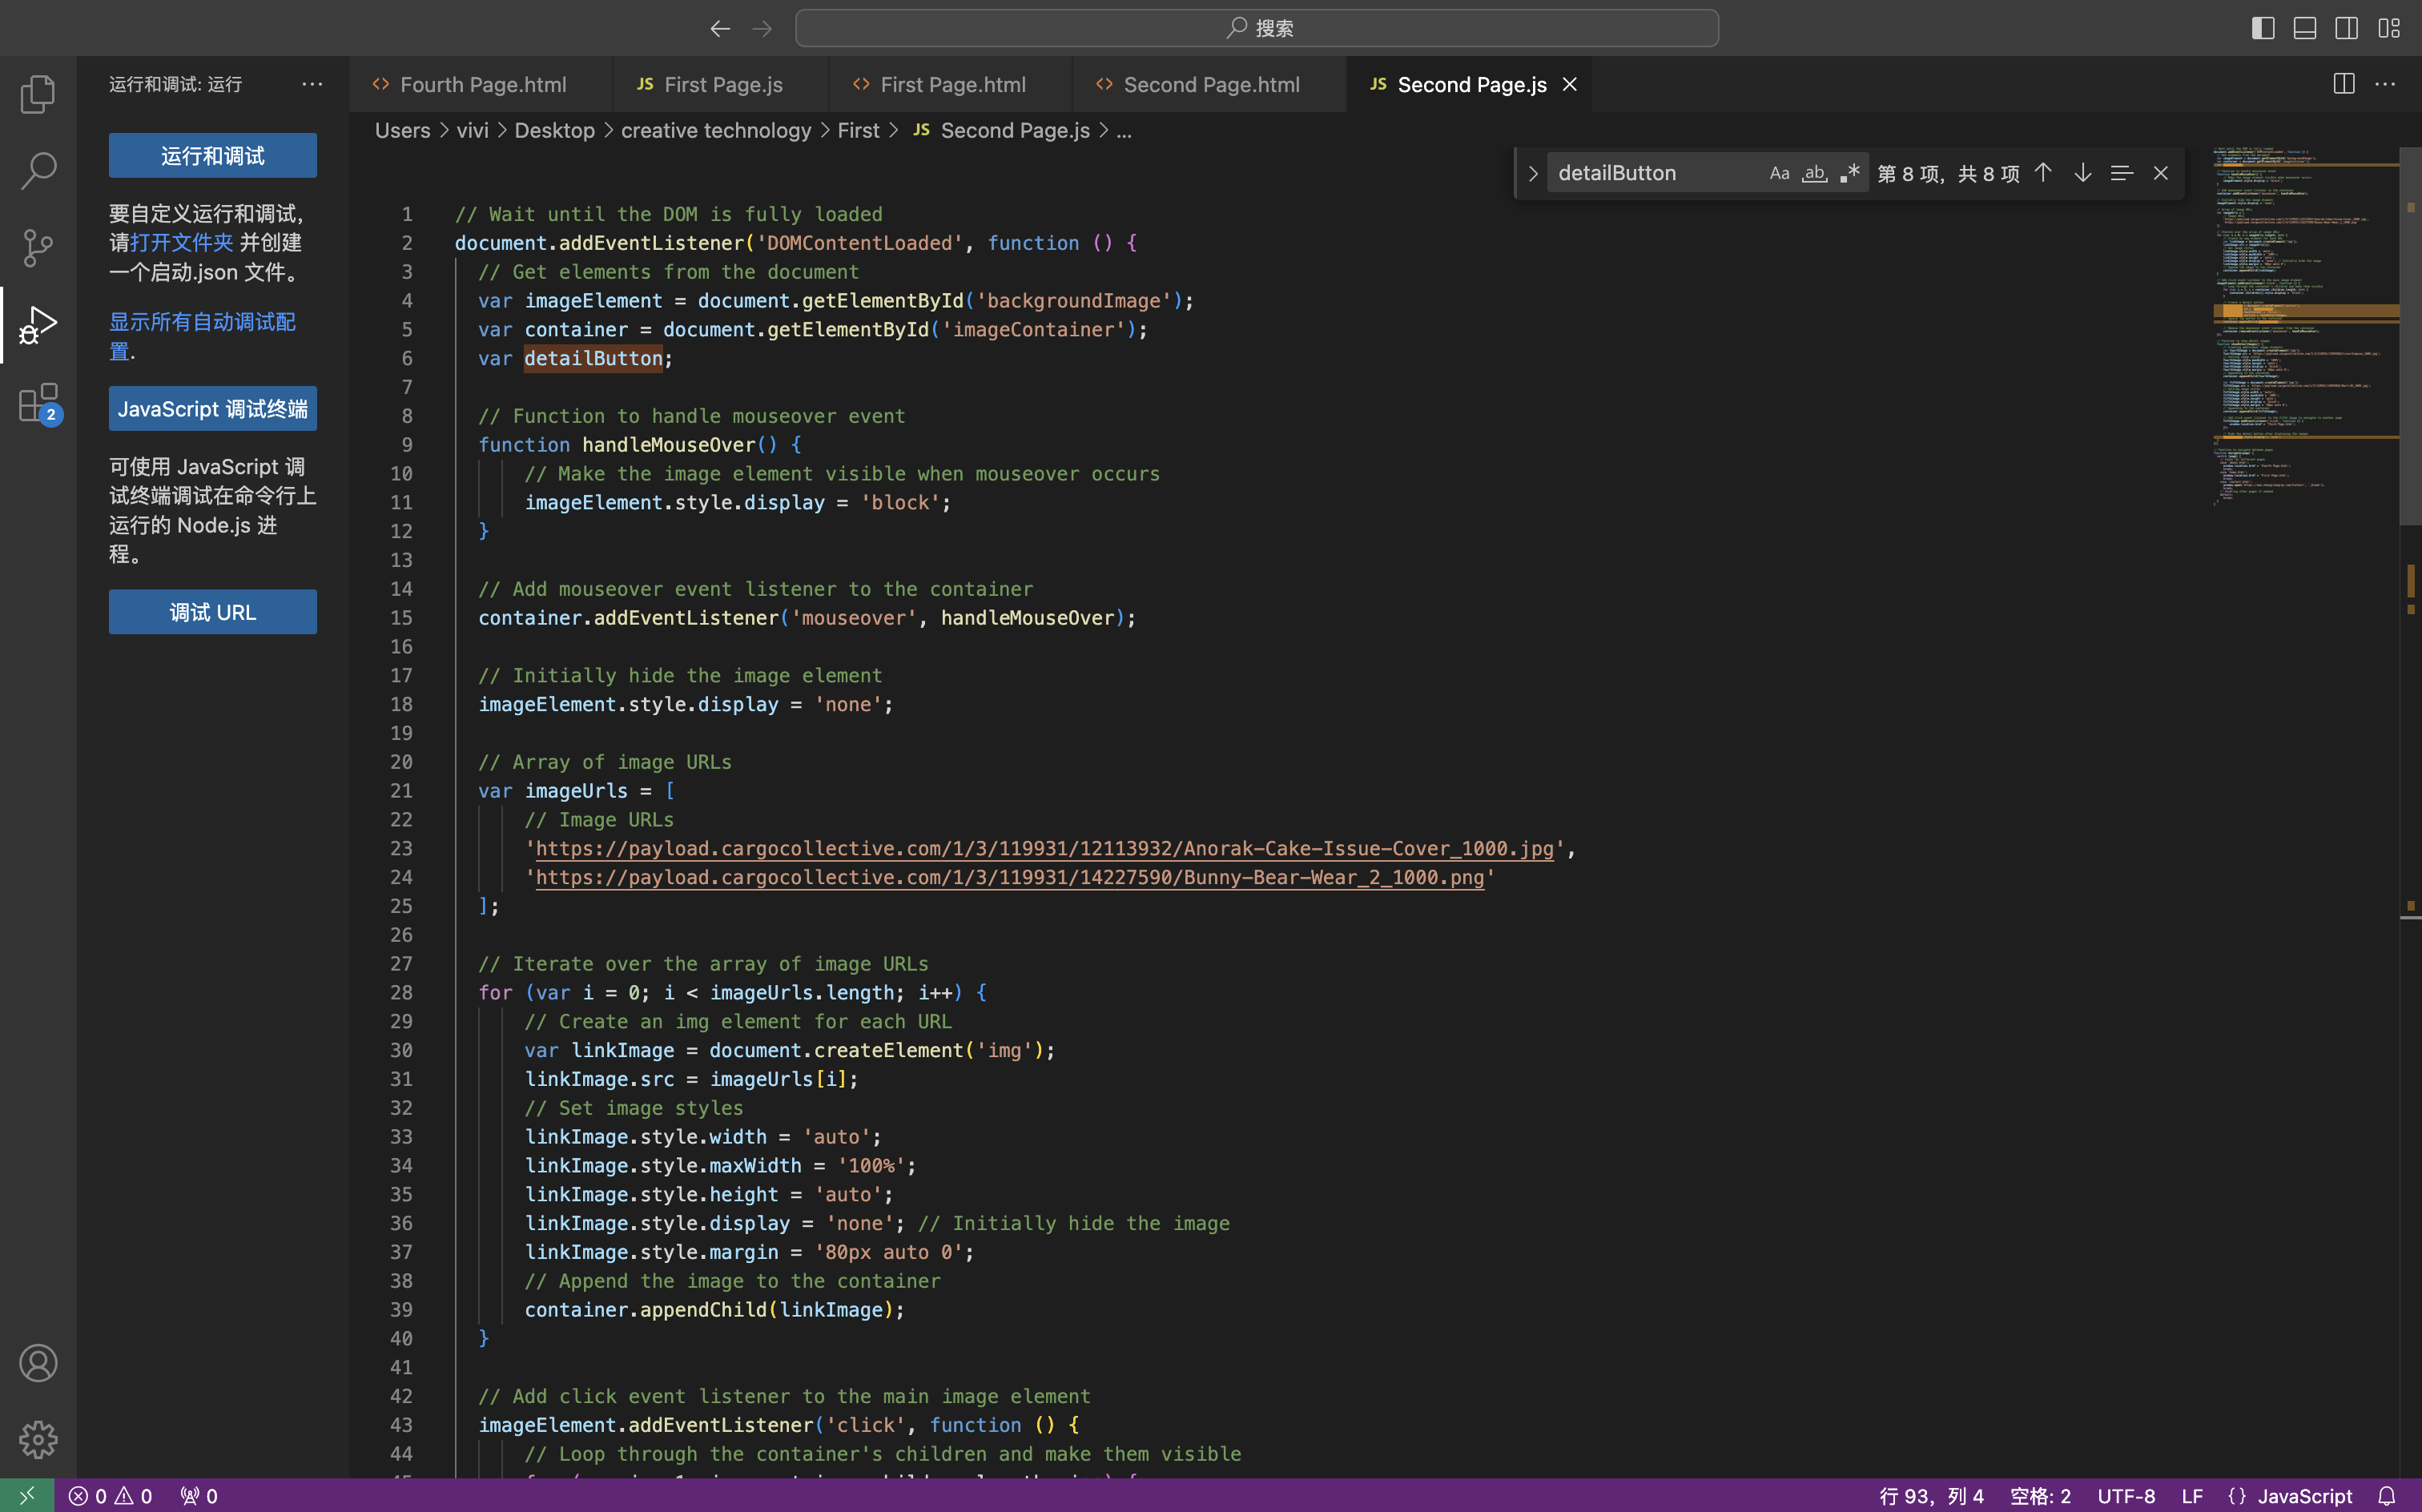 搜索
运行和调试: 运行
Fourth Page.html
JS First Page.js
First Page.html
Second Page.html
JS Second Page.js
Users > vivi > Desktop > creative technology > First > JS Second Page.js > ...
运行和调试
要自定义运行和调试,
请打开文件夹 并创建
一个启动.json 文件。
显示所有自动调试配
置.
JavaScript 调试终端
可使用 JavaScript 调
试终端调试在命令行上
运行的 Node.js 进
程。
调试 URL
2
detailButton Aa ab .* 第 8 项, 共 8 项
1 // Wait until the DOM is fully loaded
2 document.addEventListener('DOMContentLoaded', function () {
3 // Get elements from the document
4 var imageElement = document.getElementById('backgroundImage');
5 var container = document.getElementById('imageContainer');
6 var detailButton;
7
8 // Function to handle mouseover event
9 function handleMouseOver() {
10 // Make the image element visible when mouseover occurs
11 imageElement.style.display = 'block';
12 }
13
14 // Add mouseover event listener to the container
15 container.addEventListener('mouseover', handleMouseOver);
16
17 // Initially hide the image element
18 imageElement.style.display = 'none';
19
20 // Array of image URLs
21 var imageUrls = [
22 // Image URLs
23 'https://payload.cargocollective.com/1/3/119931/12113932/Anorak-Cake-Issue-Cover_1000.jpg',
24 'https://payload.cargocollective.com/1/3/119931/14227590/Bunny-Bear-Wear_2_1000.png'
25 ];
26
27 // Iterate over the array of image URLs
28 for (var i = 0; i < imageUrls.length; i++) {
29 // Create an img element for each URL
30 var linkImage = document.createElement('img');
31 linkImage.src = imageUrls[i];
32 // Set image styles
33 linkImage.style.width = 'auto';
34 linkImage.style.maxWidth = '100%';
35 linkImage.style.height = 'auto';
36 linkImage.style.display = 'none'; // Initially hide the image
37 linkImage.style.margin = '80px auto 0';
38 // Append the image to the container
39 container.appendChild(linkImage);
40 }
41
42 // Add click event listener to the main image element
43 imageElement.addEventListener('click', function () {
44 // Loop through the container's children and make them visible
0 0 0
行 93, 列 4 空格: 2 UTF-8 LF {} JavaScript